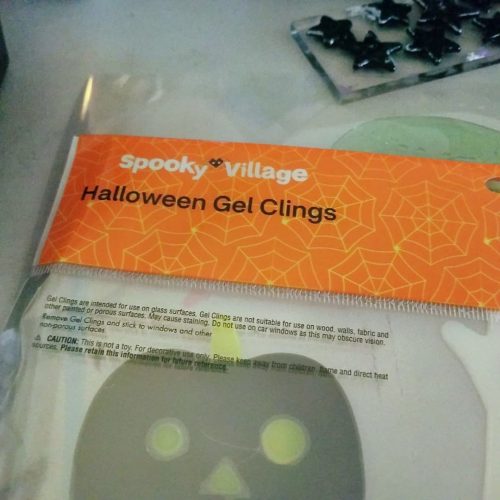 Spooky Village
Halloween Gel Clings
Gel Clings are intended for use on glass surfaces. Gel Clings are not suitable for use on wood, walls, fabric and
other painted or porous surfaces. May cause staining. Do not use on car windows as this may obscure vision.
Remove Gel Clings and stick to windows and other
non-porous surfaces.
⚠ CAUTION: This is not a toy. For decorative use only. Please keep away from children, flame and direct heat
sources. Please retain this information for future reference.